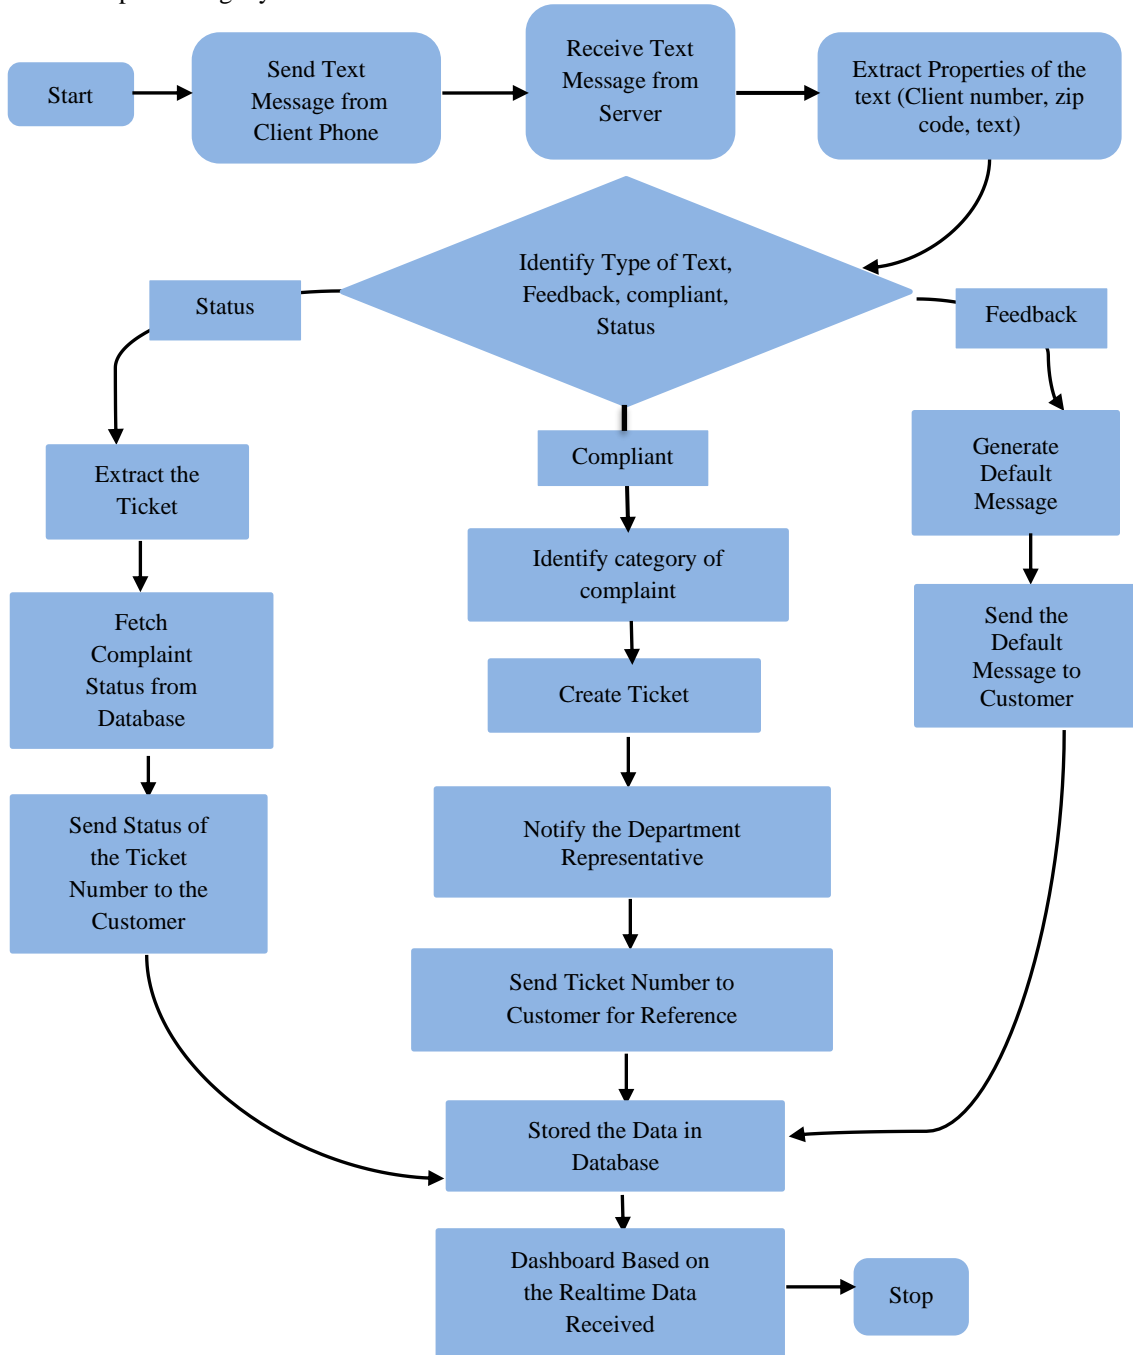 Start
Send Text
Message from
Client Phone
Receive Text
Message from
Server
Extract Properties of the
text (Client number, zip
code, text)
Identify Type of Text,
Feedback, compliant,
Status
Status
Feedback
Compliant
Extract the
Ticket
Fetch
Complaint
Status from
Database
Send Status of
the Ticket
Number to the
Customer
Identify category of
complaint
Create Ticket
Notify the Department
Representative
Send Ticket Number to
Customer for Reference
Generate
Default
Message
Send the
Default
Message to
Customer
Stored the Data in
Database
Dashboard Based on
the Realtime Data
Received
Stop